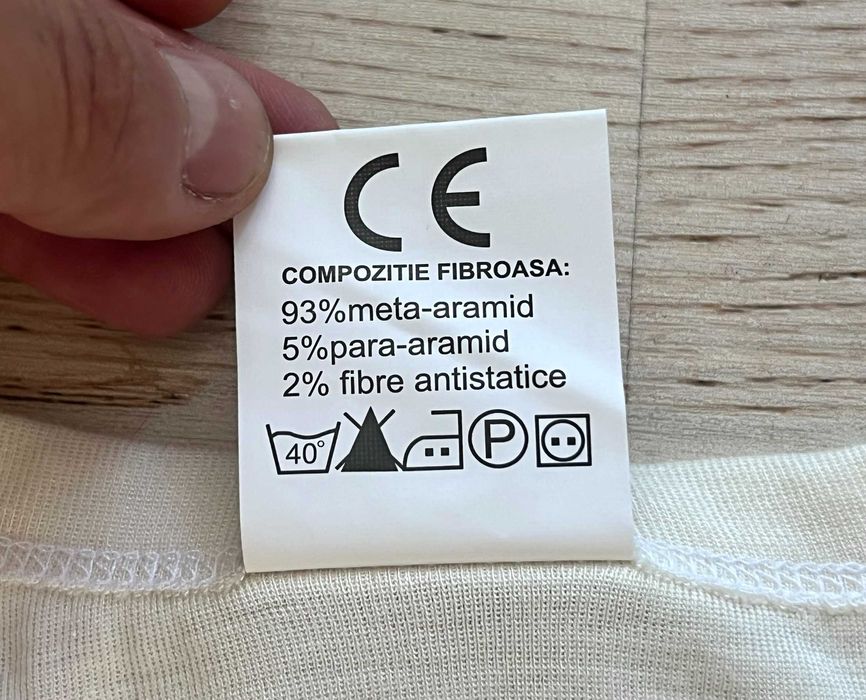 CE
COMPOZITIE FIBROASA:
93%meta-aramid
5%para-aramid
2% fibre antistatice
40° P